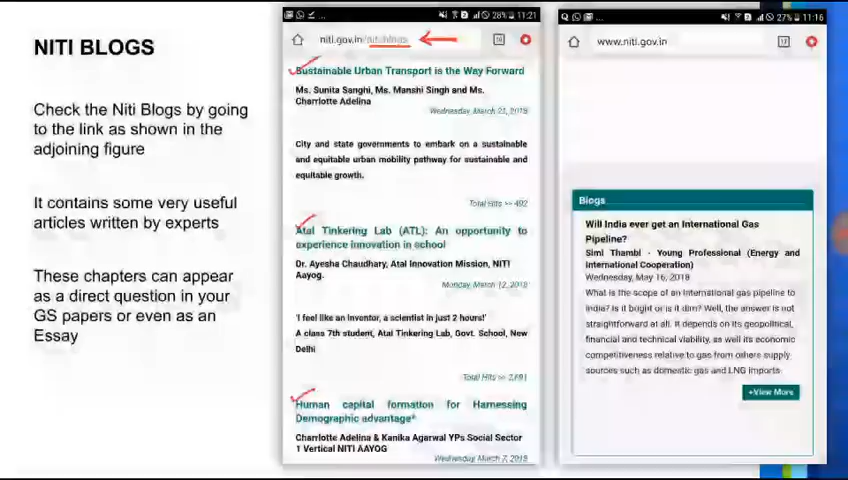 NITI BLOGS
Check the Niti Blogs by going
to the link as shown in the
adjoining figure
It contains some very useful
articles written by experts
These chapters can appear
as a direct question in your
GS papers or even as an
Essay
28% 11:21
niti.gov.in/nitiblogs
Sustainable Urban Transport is the Way Forward
Ms. Sunita Sanghi, Ms. Manshi Singh and Ms.
Charrlotte Adelina
Wednesday, March 21, 2018
City and state governments to embark on a sustainable
and equitable urban mobility pathway for sustainable and
equitable growth.
Total Hits >> 492
Atal Tinkering Lab (ATL): An opportunity to
experience innovation in school
Dr. Ayesha Chaudhary, Atal Innovation Mission, NITI
Aayog.
Monday, March 12, 2018
'I feel like an inventor, a scientist in just 2 hours!'
A class 7th student, Atal Tinkering Lab, Govt. School, New
Delhi
Total Hits >> 2,691
Human capital formation for Harnessing
Demographic advantage*
Charrlotte Adelina & Kanika Agarwal YPs Social Sector
1 Vertical NITI AAYOG
Wednesday, March 7, 2018
27% 11:16
www.niti.gov.in
17
Blogs
Will India ever get an International Gas
Pipeline?
Simi Thambi - Young Professional (Energy and
International Cooperation)
Wednesday, May 16, 2018
What is the scope of an International gas pipeline to
India? Is it bright or is it dim? Well, the answer is not
straightforward at all. It depends on its geopolitical,
financial and technical viability, as well its economic
competitiveness relative to gas from others supply
sources such as domestic gas and LNG imports
+View More